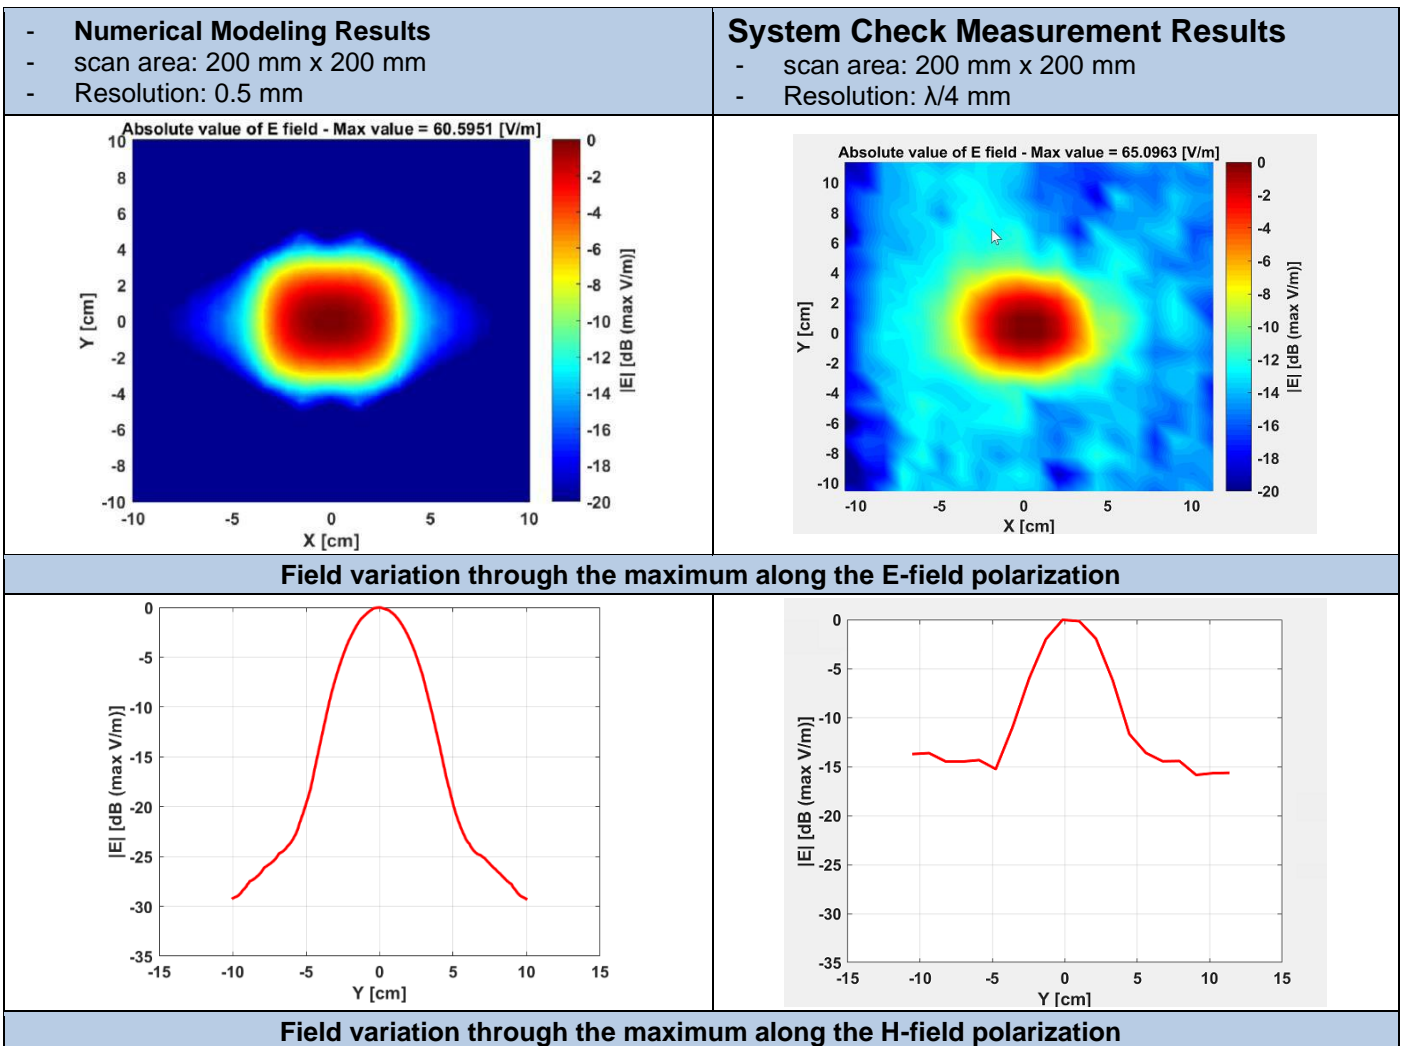 - Numerical Modeling Results
- scan area: 200 mm x 200 mm
- Resolution: 0.5 mm
System Check Measurement Results
- scan area: 200 mm x 200 mm
- Resolution: λ/4 mm
Absolute value of E field - Max value = 60.5951 [V/m]
10
8
6
4
2
0
-2
-4
-6
-8
-10
Y [cm]
-10 -5 0 5 10
X [cm]
0
-2
-4
-6
-8
-10
-12
-14
-16
-18
-20
|E| [dB (max V/m)]
Absolute value of E field - Max value = 65.0963 [V/m]
10
8
6
4
2
0
-2
-4
-6
-8
-10
Y [cm]
-10 -5 0 5 10
X [cm]
0
-2
-4
-6
-8
-10
-12
-14
-16
-18
-20
|E| [dB (max V/m)]
Field variation through the maximum along the E-field polarization
0
-5
-10
-15
-20
-25
-30
-35
|E| [dB (max V/m)]
-15 -10 -5 0 5 10 15
Y [cm]
0
-5
-10
-15
-20
-25
-30
-35
|E| [dB (max V/m)]
-15 -10 -5 0 5 10 15
Y [cm]
Field variation through the maximum along the H-field polarization